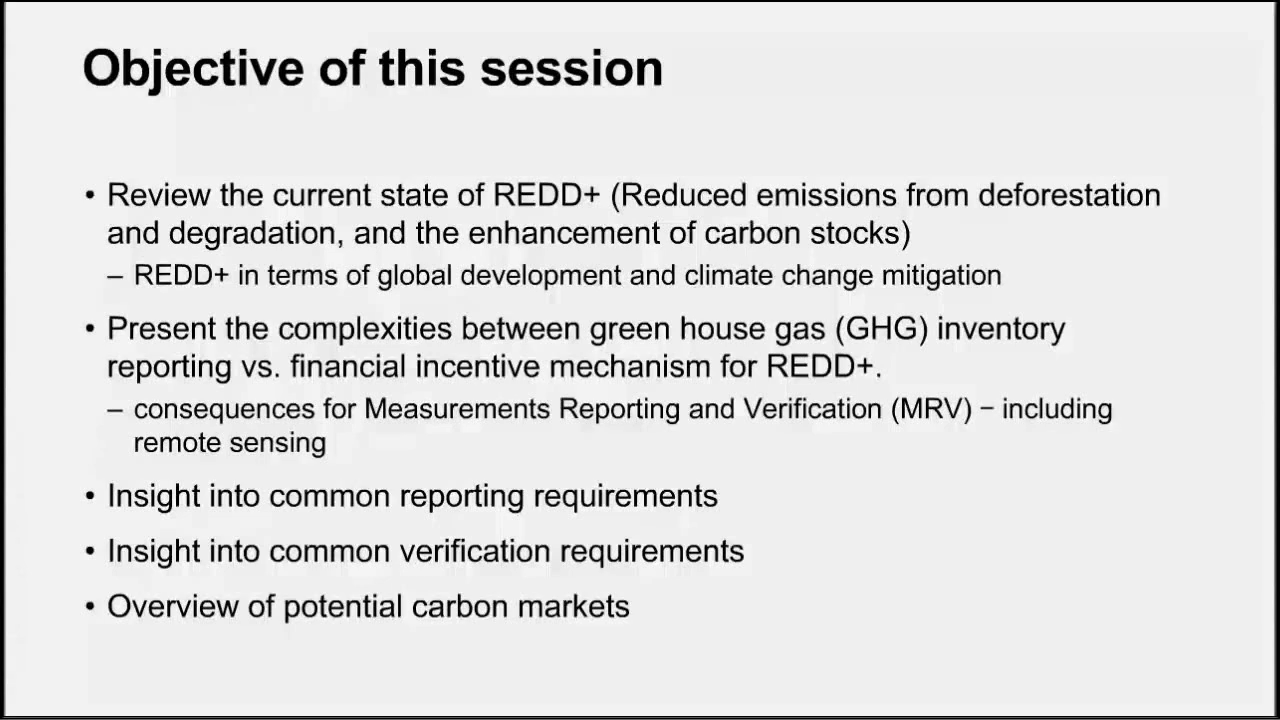 Objective of this session
• Review the current state of REDD+ (Reduced emissions from deforestation
and degradation, and the enhancement of carbon stocks)
– REDD+ in terms of global development and climate change mitigation
• Present the complexities between green house gas (GHG) inventory
reporting vs. financial incentive mechanism for REDD+.
– consequences for Measurements Reporting and Verification (MRV) − including
remote sensing
• Insight into common reporting requirements
• Insight into common verification requirements
• Overview of potential carbon markets